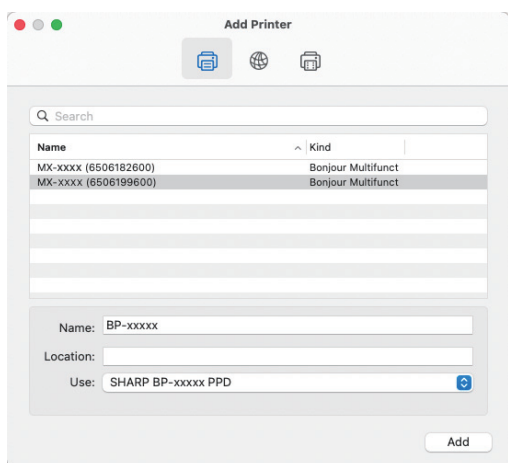 Add Printer
Search
Name Kind
MX-xxxx (6506182600) Bonjour Multifunct
MX-xxxx (6506199600) Bonjour Multifunct
Name: BP-xxxxx
Location:
Use: SHARP BP-xxxxx PPD
Add